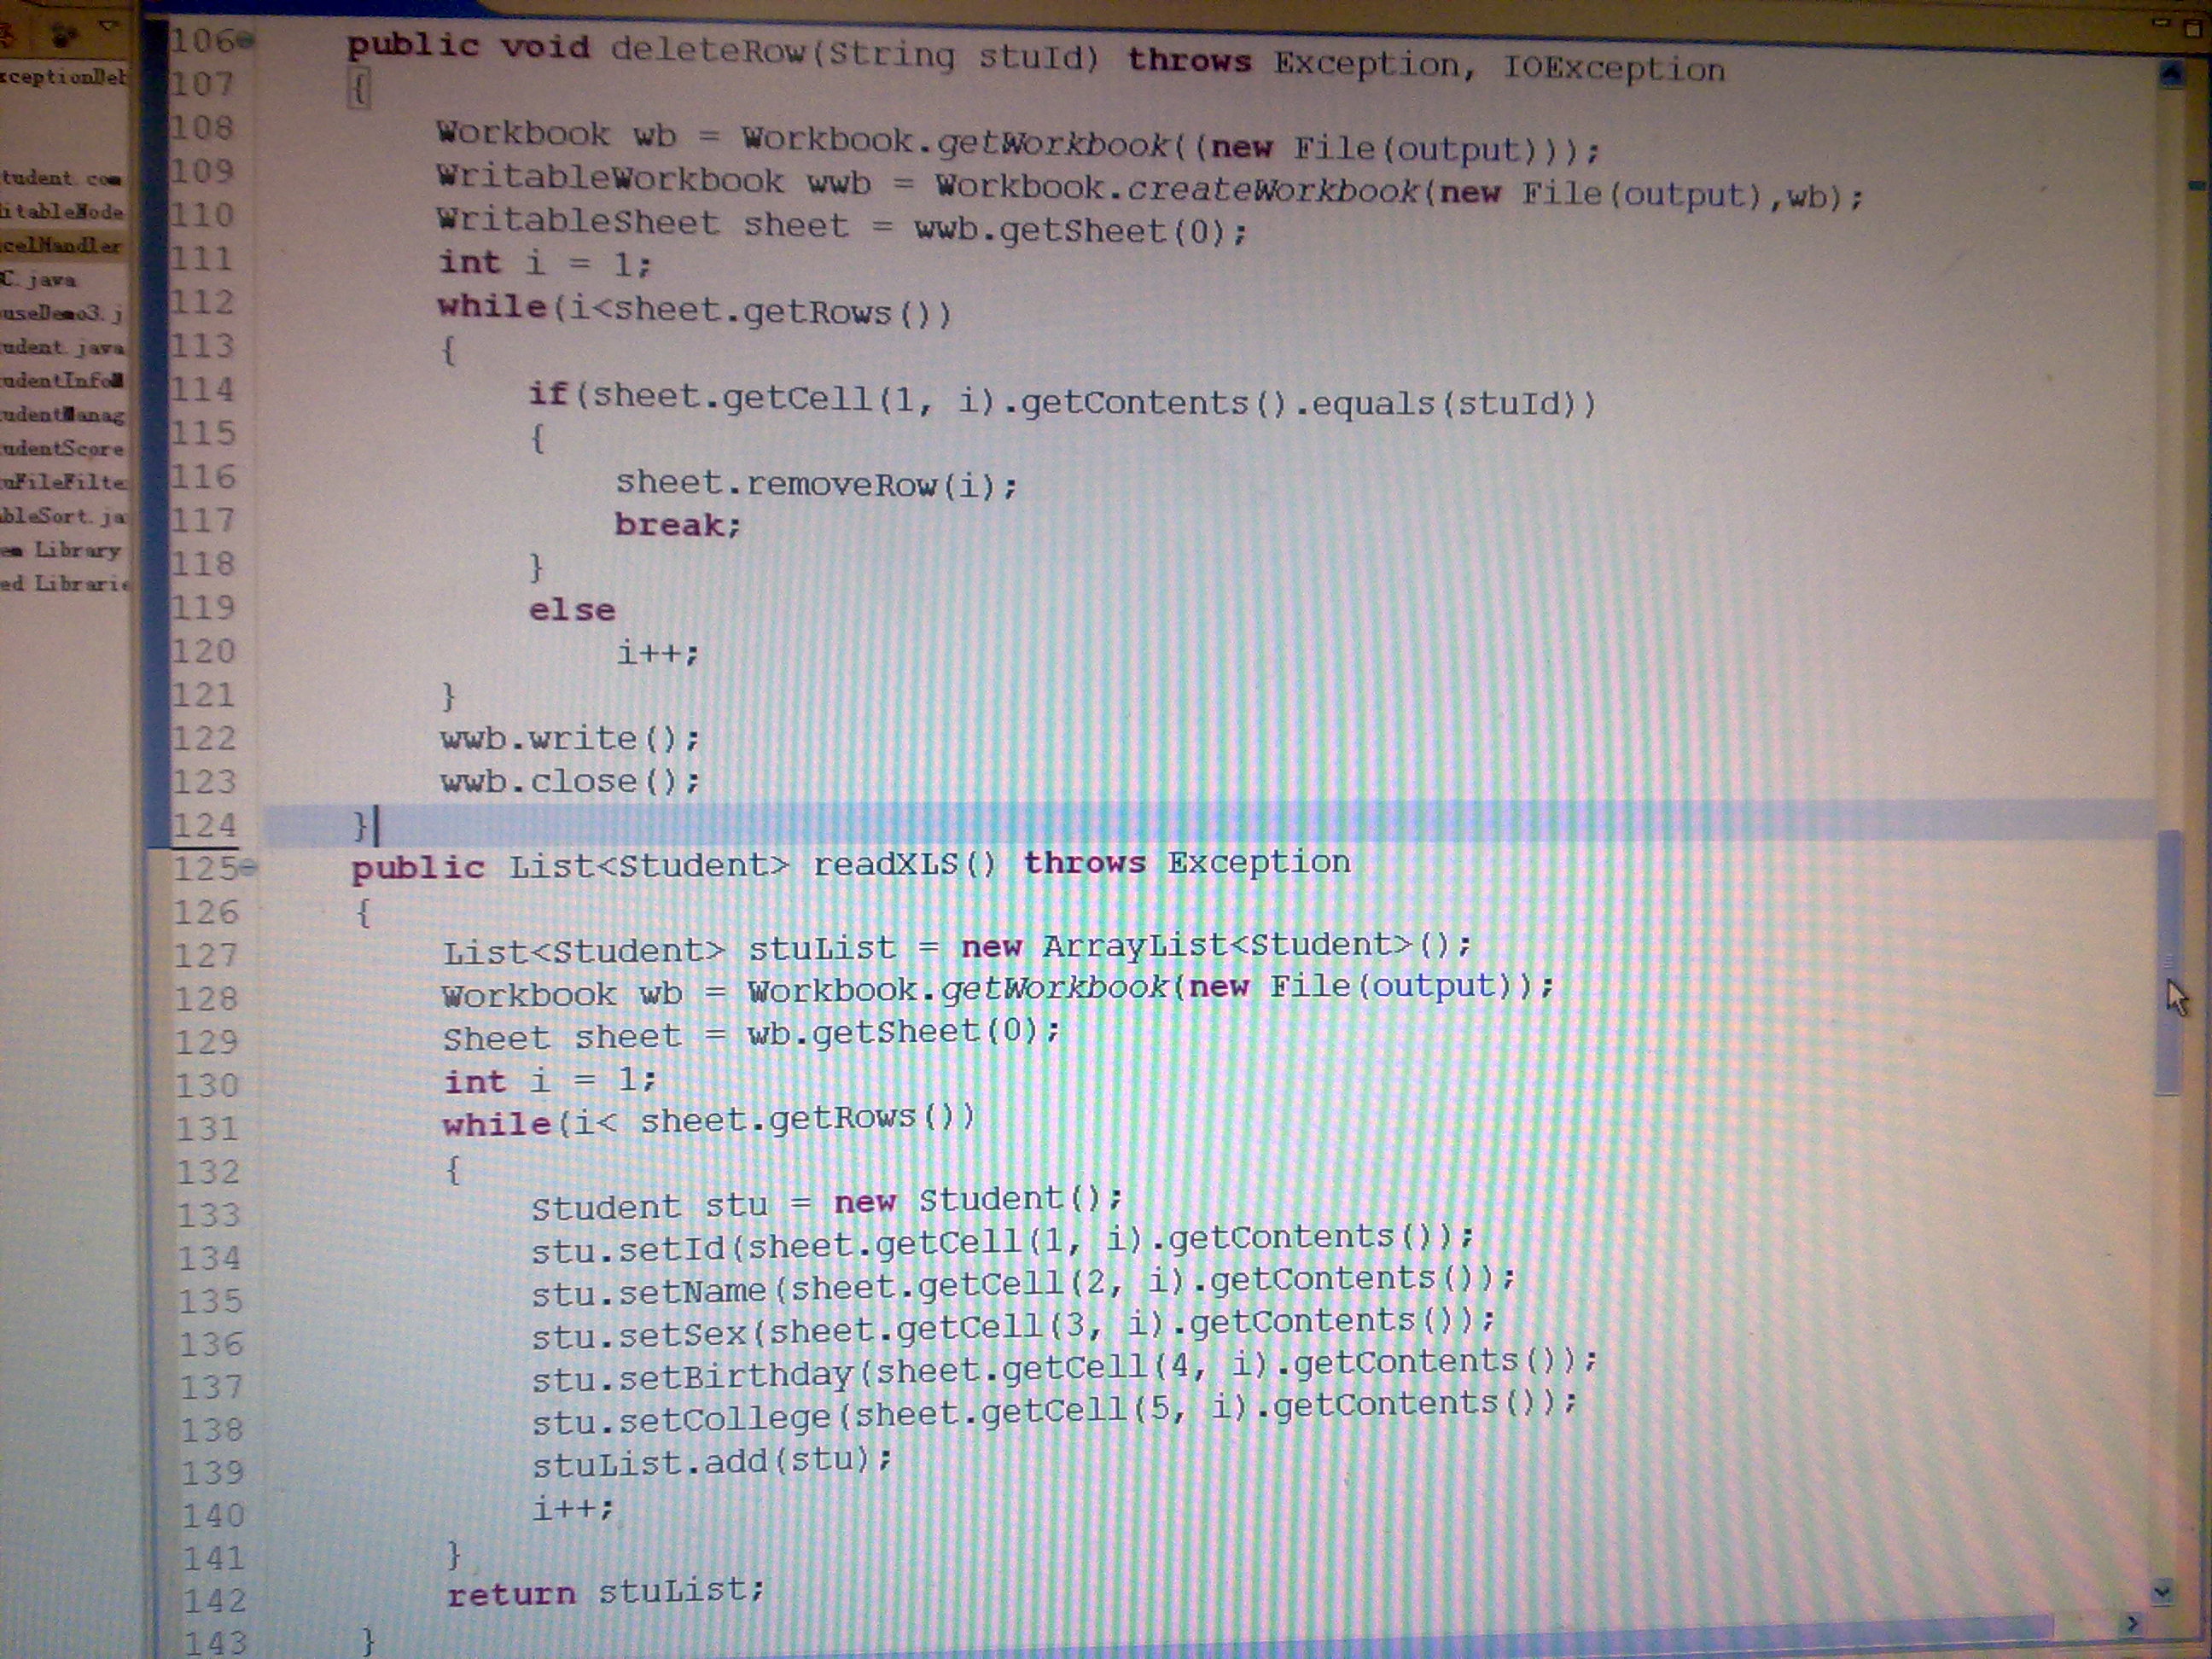 106 public void deleteRow(String stuId) throws Exception, IOException
107 {
108 Workbook wb = Workbook.getWorkbook((new File(output)));
109 WritableWorkbook wwb = Workbook.createWorkbook(new File(output),wb);
110 WritableSheet sheet = wwb.getSheet(0);
111 int i = 1;
112 while(i<sheet.getRows())
113 {
114 if(sheet.getCell(1, i).getContents().equals(stuId))
115 {
116 sheet.removeRow(i);
117 break;
118 }
119 else
120 i++;
121 }
122 wwb.write();
123 wwb.close();
124 }
125 public List<Student> readXLS() throws Exception
126 {
127 List<Student> stuList = new ArrayList<Student>();
128 Workbook wb = Workbook.getWorkbook(new File(output));
129 Sheet sheet = wb.getSheet(0);
130 int i = 1;
131 while(i< sheet.getRows())
132 {
133 Student stu = new Student();
134 stu.setId(sheet.getCell(1, i).getContents());
135 stu.setName(sheet.getCell(2, i).getContents());
136 stu.setSex(sheet.getCell(3, i).getContents());
137 stu.setBirthday(sheet.getCell(4, i).getContents());
138 stu.setCollege(sheet.getCell(5, i).getContents());
139 stuList.add(stu);
140 i++;
141 }
142 return stuList;
143 }
xceptionDeb
tudent.com
itableMode
celHandler
C.java
useDemo3.j
udent.java
udentInfoM
udentManag
udentScore
uFileFilte
bleSort.ja
em Library
ed Librarie